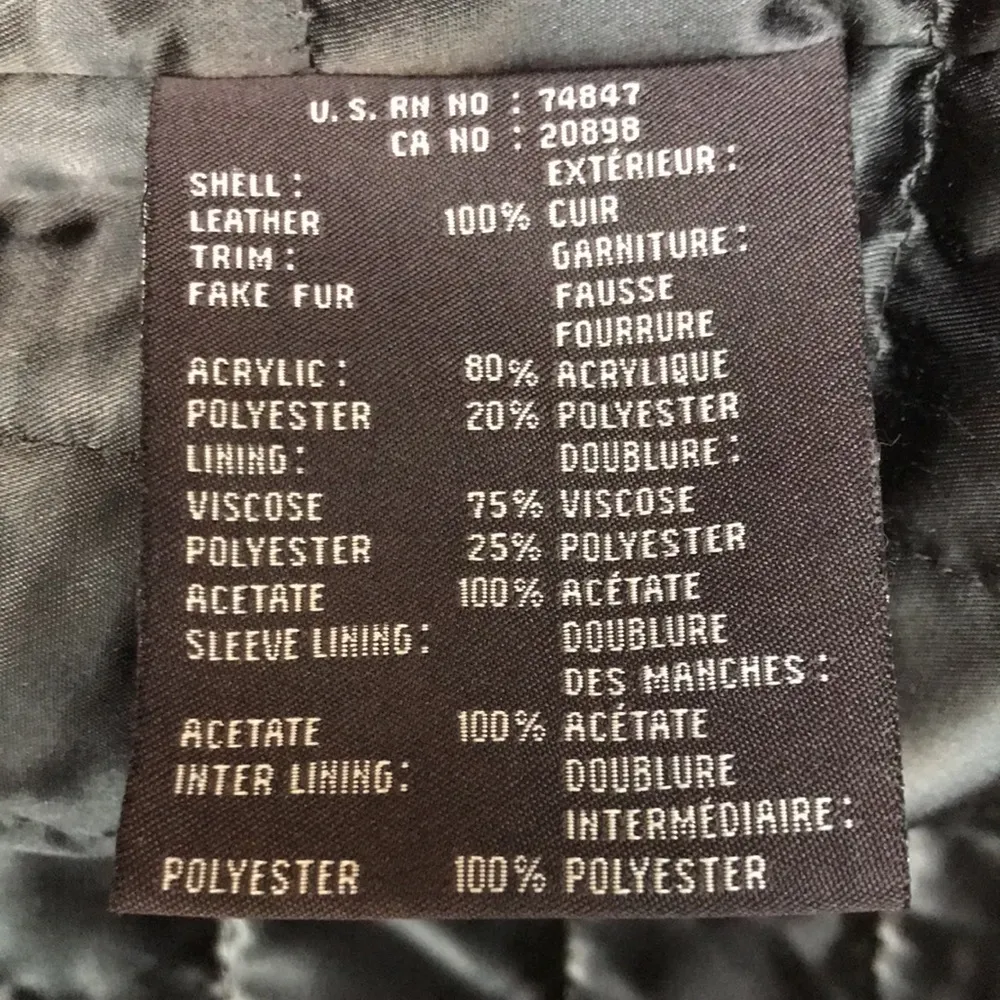 U.S. RN NO : 74847
CA NO : 20898
SHELL : EXTÉRIEUR :
LEATHER 100% CUIR
TRIM : GARNITURE :
FAKE FUR FAUSSE
FOURRURE
ACRYLIC : 80% ACRYLIQUE
POLYESTER 20% POLYESTER
LINING : DOUBLURE :
VISCOSE 75% VISCOSE
POLYESTER 25% POLYESTER
ACETATE 100% ACÉTATE
SLEEVE LINING : DOUBLURE
DES MANCHES :
ACETATE 100% ACÉTATE
INTER LINING : DOUBLURE
INTERMÉDIAIRE :
POLYESTER 100% POLYESTER